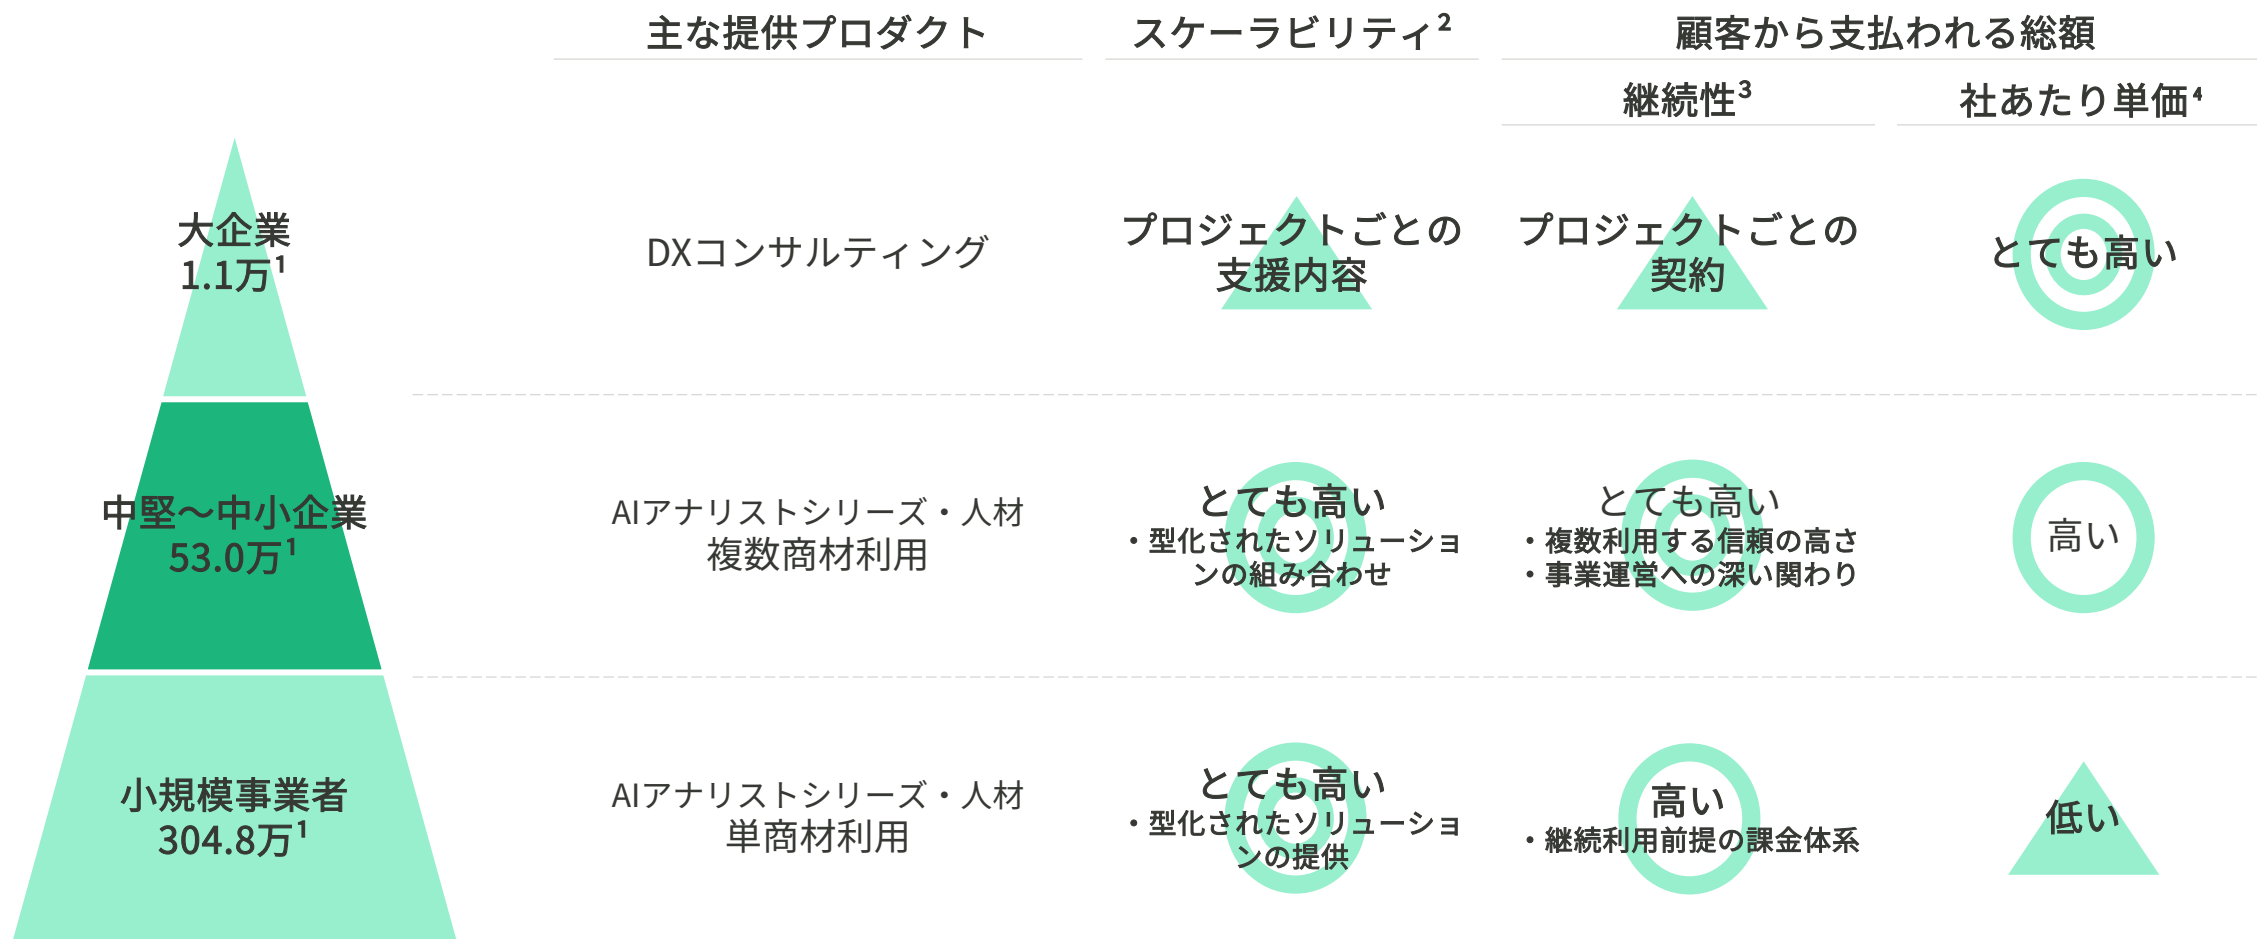 主な提供プロダクト
スケーラビリティ2
顧客から支払われる総額
継続性3
社あたり単価4
大企業
1.1万1
DXコンサルティング
プロジェクトごとの
支援内容
プロジェクトごとの
契約
とても高い
中堅〜中小企業
53.0万1
AIアナリストシリーズ・人材
複数商材利用
とても高い
・型化されたソリューショ
ンの組み合わせ
とても高い
・複数利用する信頼の高さ
・事業運営への深い関わり
高い
小規模事業者
304.8万1
AIアナリストシリーズ・人材
単商材利用
とても高い
・型化されたソリューショ
ンの提供
高い
・継続利用前提の課金体系
低い